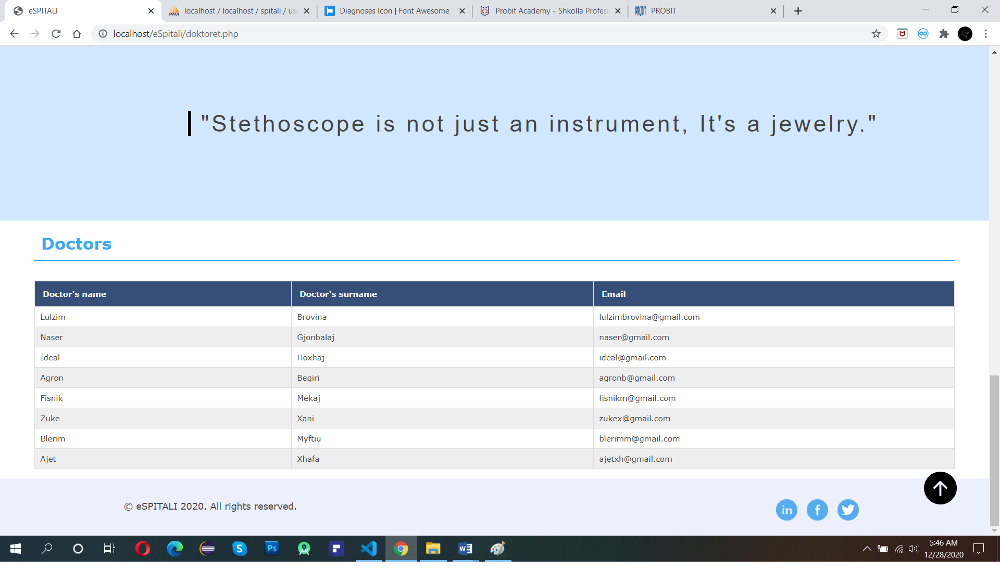 eSPITALI
localhost / localhost / spitali / us
Diagnoses Icon | Font Awesome
Probit Academy – Shkolla Profesi
PROBIT
localhost/eSpitali/doktoret.php
"Stethoscope is not just an instrument, It's a jewelry."
Doctors
Doctor's name Doctor's surname Email
Lulzim Brovina lulzimbrovina@gmail.com
Naser Gjonbalaj naser@gmail.com
Ideal Hoxhaj ideal@gmail.com
Agron Beqiri agronb@gmail.com
Fisnik Mekaj fisnikm@gmail.com
Zuke Xani zukex@gmail.com
Blerim Myftiu blerimm@gmail.com
Ajet Xhafa ajetxh@gmail.com
© eSPITALI 2020. All rights reserved.
in f
5:46 AM
12/28/2020